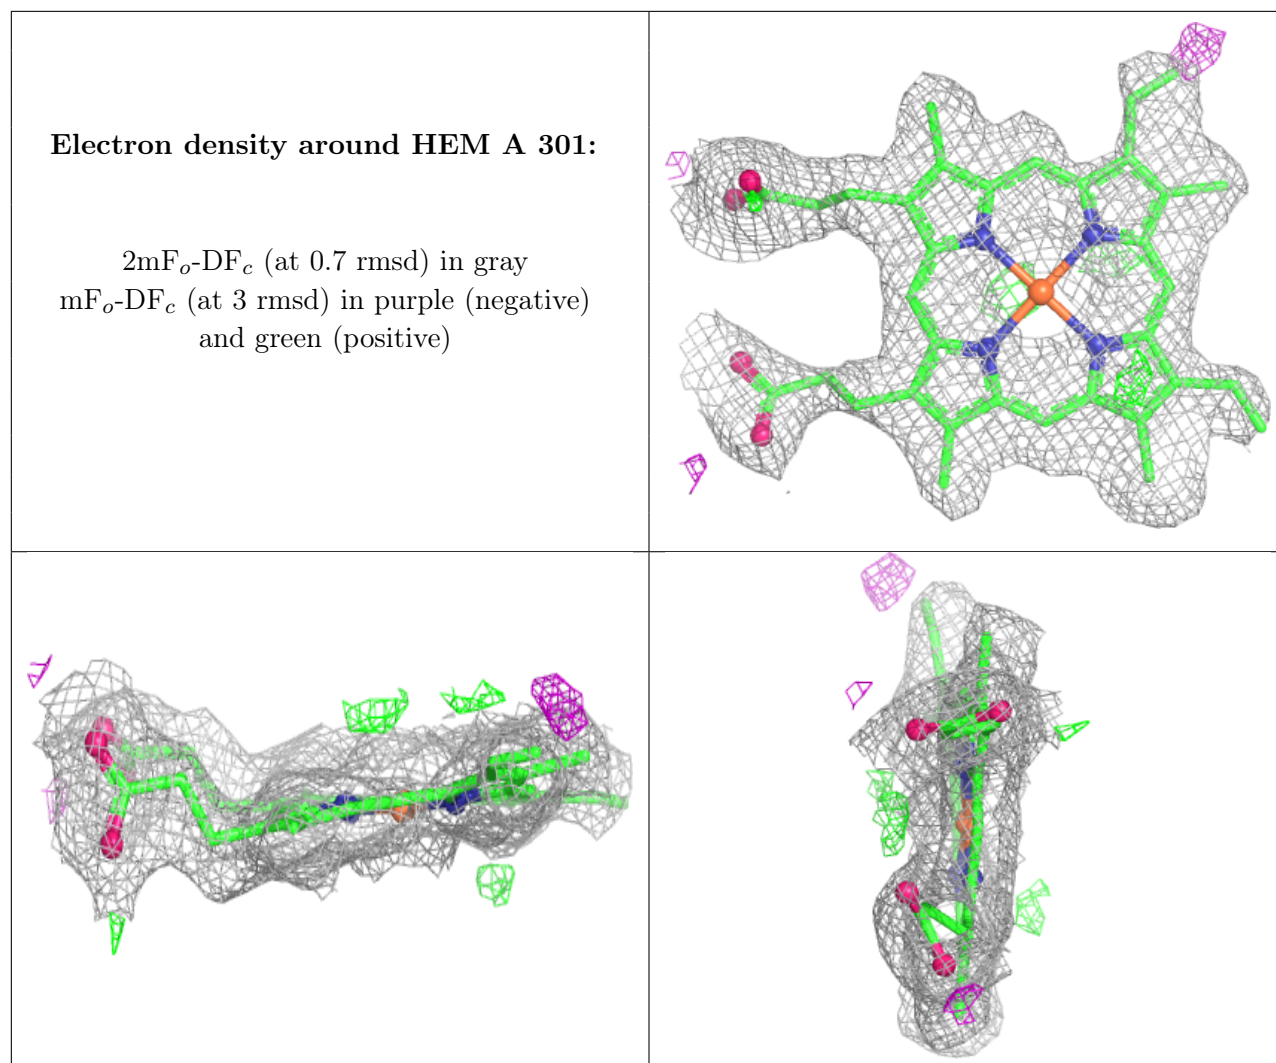 Electron density around HEM A 301:
2mFo-DFc (at 0.7 rmsd) in gray
mFo-DFc (at 3 rmsd) in purple (negative)
and green (positive)